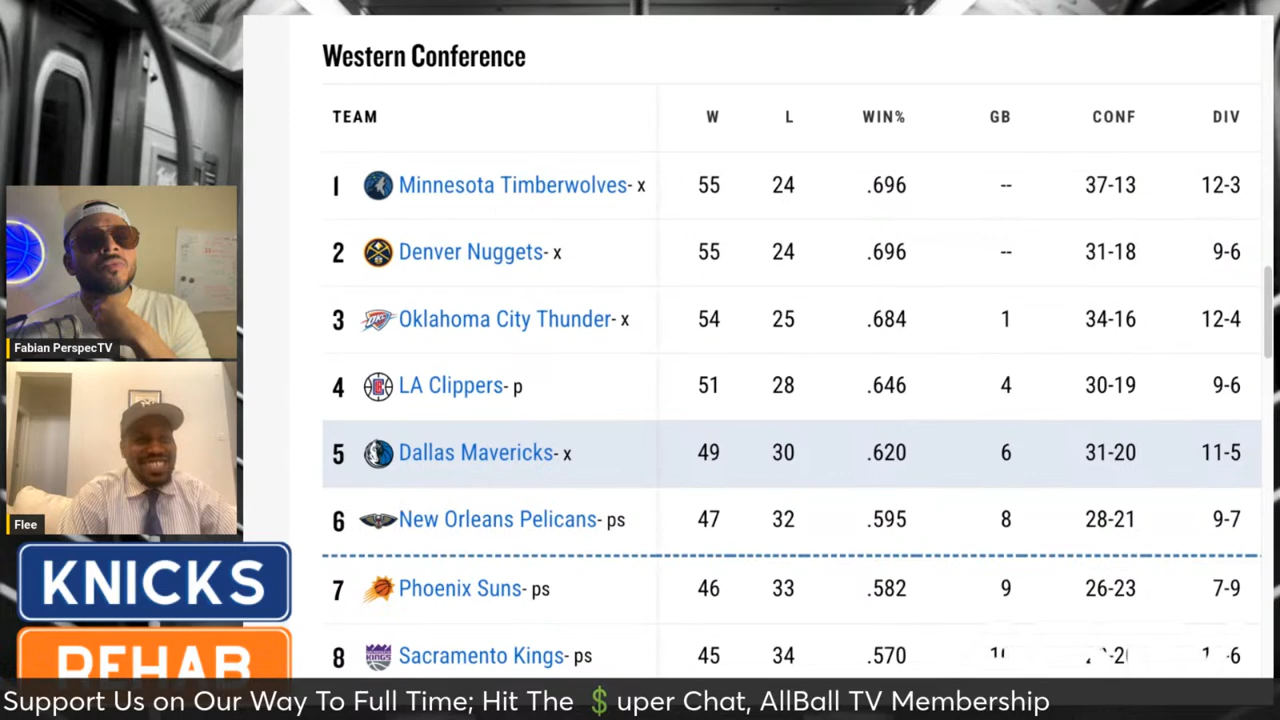 Western Conference
TEAM W L WIN% GB CONF DIV
1 Minnesota Timberwolves- x 55 24 .696 -- 37-13 12-3
2 Denver Nuggets- x 55 24 .696 -- 31-18 9-6
3 OKC Oklahoma City Thunder- x 54 25 .684 1 34-16 12-4
4 LA Clippers- p 51 28 .646 4 30-19 9-6
5 Dallas Mavericks- x 49 30 .620 6 31-20 11-5
6 New Orleans Pelicans- ps 47 32 .595 8 28-21 9-7
7 Phoenix Suns- ps 46 33 .582 9 26-23 7-9
8 KINGS Sacramento Kings- ps 45 34 .570
Fabian PerspecTV
Flee
KNICKS
REHAB
Support Us on Our Way To Full Time; Hit The $uper Chat, AllBall TV Membership